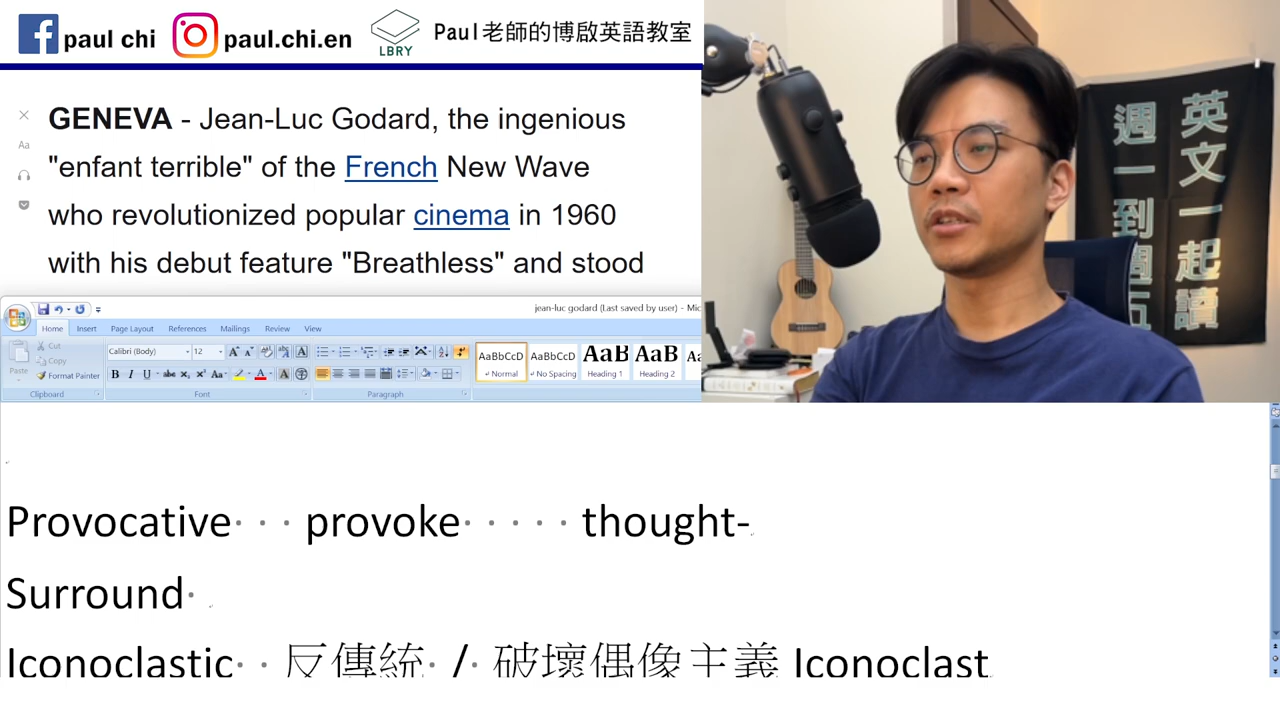 paul chi
paul.chi.en
LBRY
Paul老師的博啟英語教室
GENEVA - Jean-Luc Godard, the ingenious
"enfant terrible" of the French New Wave
who revolutionized popular cinema in 1960
with his debut feature "Breathless" and stood
Aa
jean-luc godard (Last saved by user) - Mic
Home Insert Page Layout References Mailings Review View
Paste
Cut
Copy
Format Painter
Clipboard
Calibri (Body) 12
Font
Paragraph
AaBbCcD AaBbCcD AaBb AaBb Aa
Normal No Spacing Heading 1 Heading 2
英文一起讀
週一到週五
Provocative provoke thought-
Surround
Iconoclastic 反傳統 / 破壞偶像主義 Iconoclast